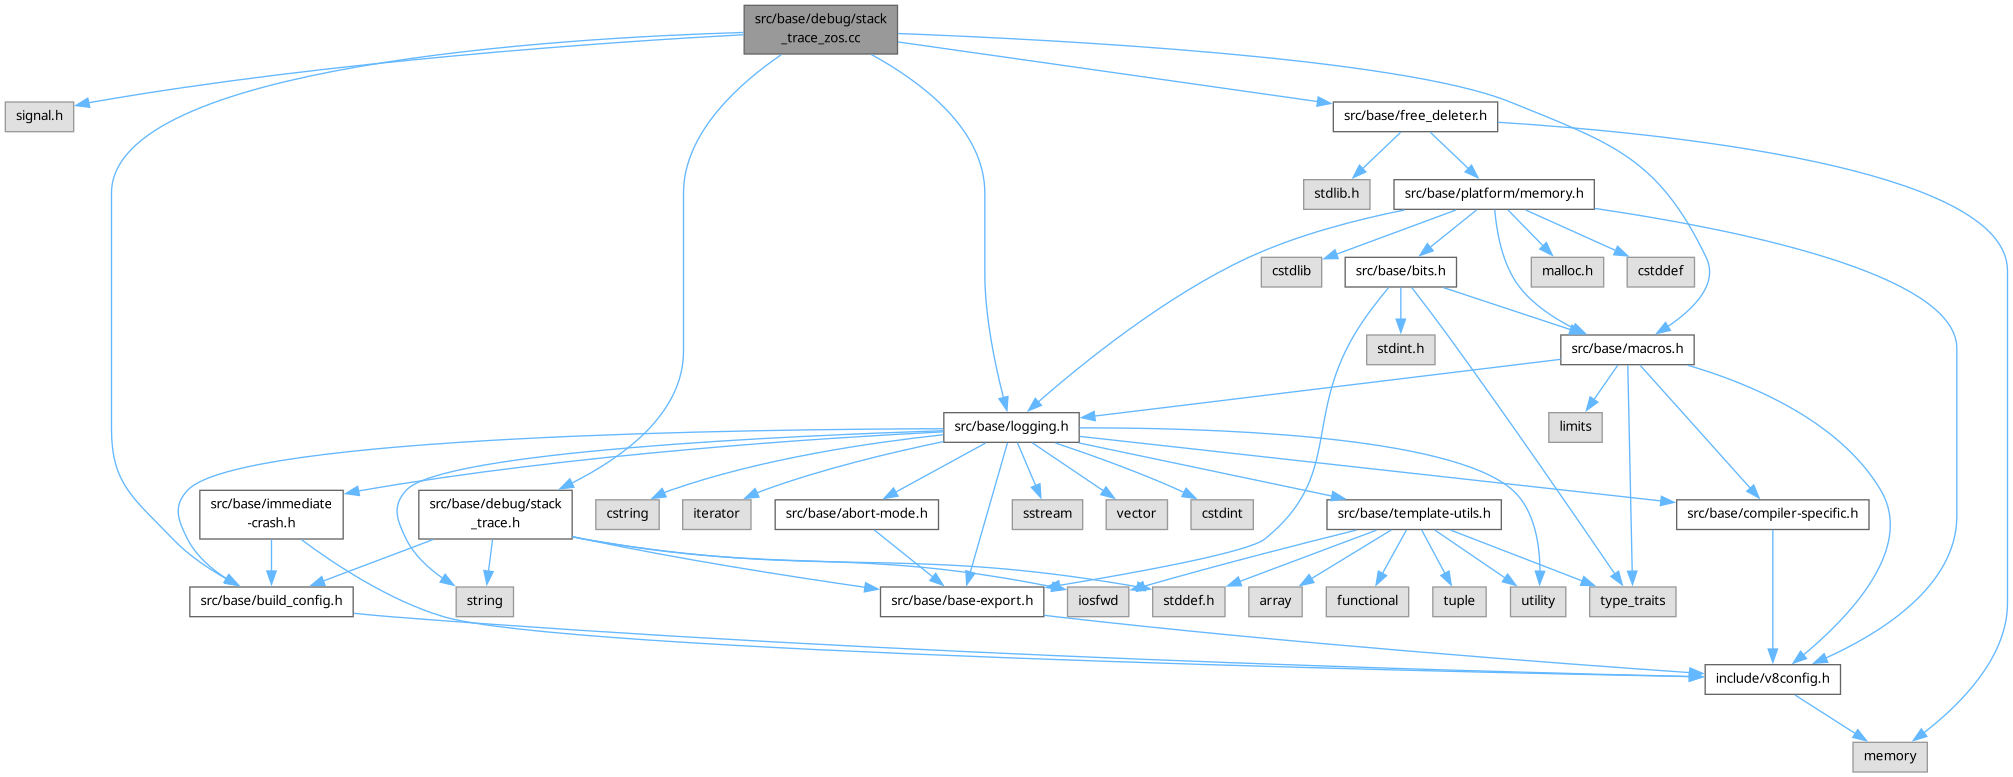 src/base/debug/stack
_trace_zos.cc
signal.h
src/base/free_deleter.h
stdlib.h
src/base/platform/memory.h
cstdlib
src/base/bits.h
malloc.h
cstddef
stdint.h
src/base/macros.h
src/base/logging.h
limits
src/base/immediate
-crash.h
src/base/debug/stack
_trace.h
cstring
iterator
src/base/abort-mode.h
sstream
vector
cstdint
src/base/template-utils.h
src/base/compiler-specific.h
src/base/build_config.h
string
src/base/base-export.h
iosfwd
stddef.h
array
functional
tuple
utility
type_traits
include/v8config.h
memory